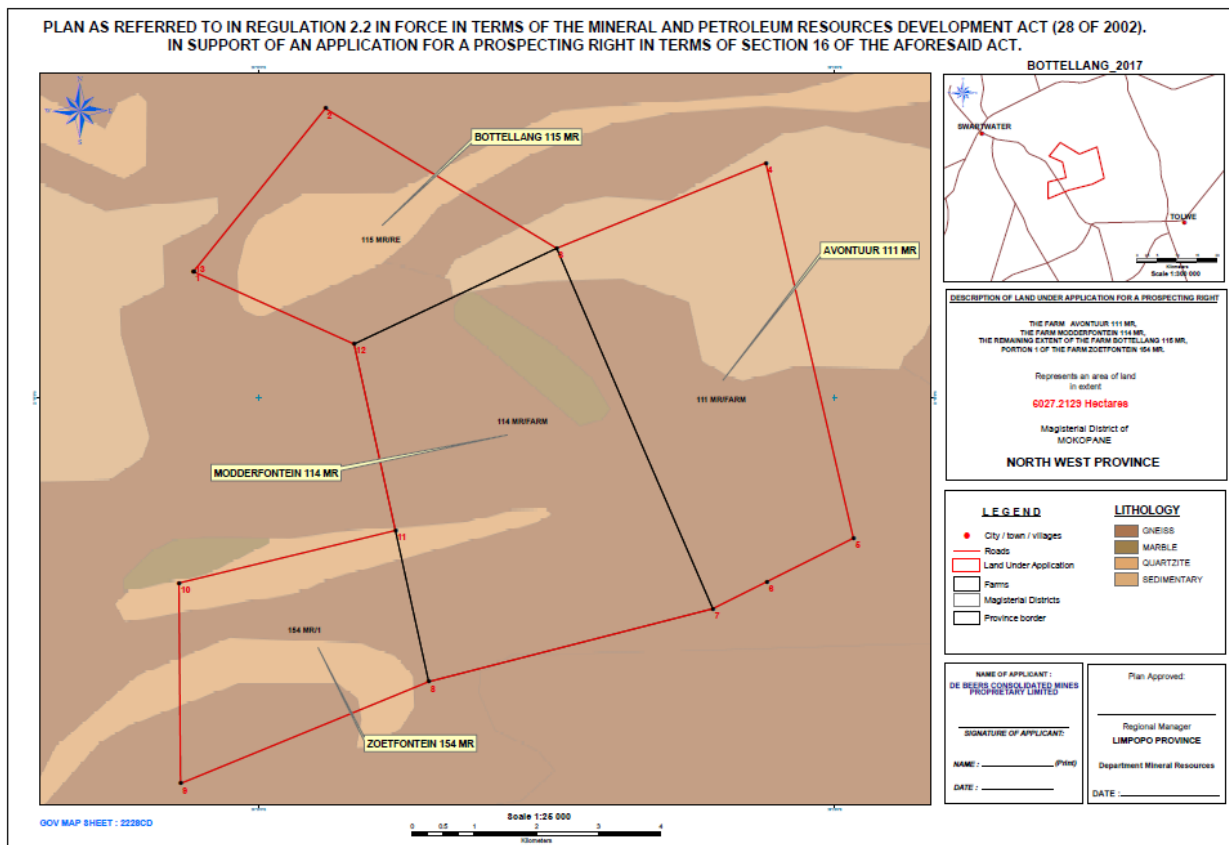 PLAN AS REFERRED TO IN REGULATION 2.2 IN FORCE IN TERMS OF THE MINERAL AND PETROLEUM RESOURCES DEVELOPMENT ACT (28 OF 2002).
IN SUPPORT OF AN APPLICATION FOR A PROSPECTING RIGHT IN TERMS OF SECTION 16 OF THE AFORESAID ACT.
N
W
E
S
2
BOTTELLANG 115 MR
4
115 MR/RE
AVONTUUR 111 MR
13
1
12
111 MR/FARM
114 MR/FARM
MODDERFONTEIN 114 MR
11
5
10
6
7
154 MR/1
8
ZOETFONTEIN 154 MR
9
GOV MAP SHEET : 2228CD
Scale 1:25 000
0 0.5 1 2 3 4
Kilometers
BOTTELLANG_2017
SWARTWATER
TOLWE
Kilometers
Scale 1:300 000
DESCRIPTION OF LAND UNDER APPLICATION FOR A PROSPECTING RIGHT
THE FARM AVONTUUR 111 MR,
THE FARM MODDERFONTEIN 114 MR,
THE REMAINING EXTENT OF THE FARM BOTTELLANG 115 MR,
PORTION 1 OF THE FARM ZOETFONTEIN 154 MR.
Represents an area of land
in extent
6027.2129 Hectares
Magisterial District of
MOKOPANE
NORTH WEST PROVINCE
LEGEND
City / town / villages
Roads
Land Under Application
Farms
Magisterial Districts
Province border
LITHOLOGY
GNEISS
MARBLE
QUARTZITE
SEDIMENTARY
NAME OF APPLICANT :
DE BEERS CONSOLIDATED MINES
PROPRIETARY LIMITED
SIGNATURE OF APPLICANT:
NAME : (Print)
DATE :
Plan Approved:
Regional Manager
LIMPOPO PROVINCE
Department Mineral Resources
DATE :